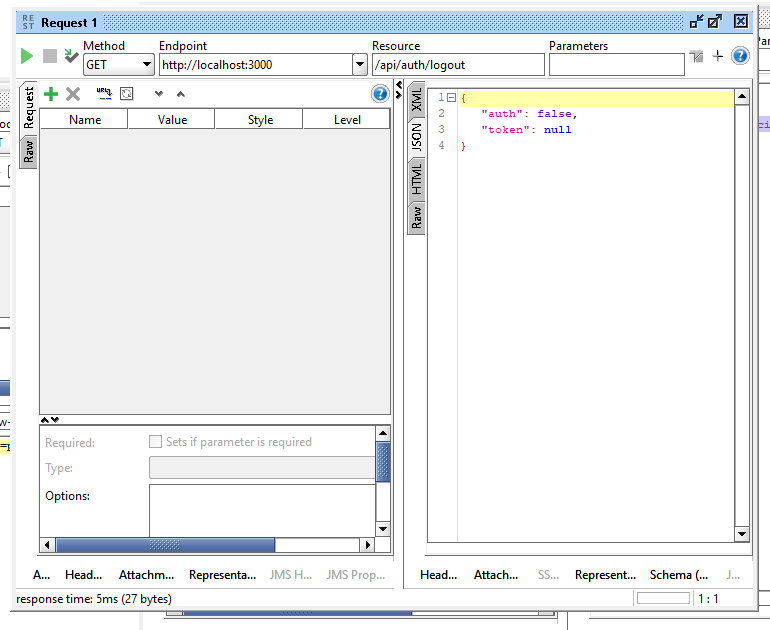 RE
ST
Request 1
Method
Endpoint
Resource
Parameters
GET
http://localhost:3000
/api/auth/logout
Request
Raw
Name Value Style Level
Required:
Sets if parameter is required
Type:
Options:
A... Head... Attachm... Representa... JMS H... JMS Prop...
XML
JSON
HTML
Raw
1 {
2 "auth": false,
3 "token": null
4 }
Head... Attach... SS... Represent... Schema (... J...
response time: 5ms (27 bytes)
1 : 1